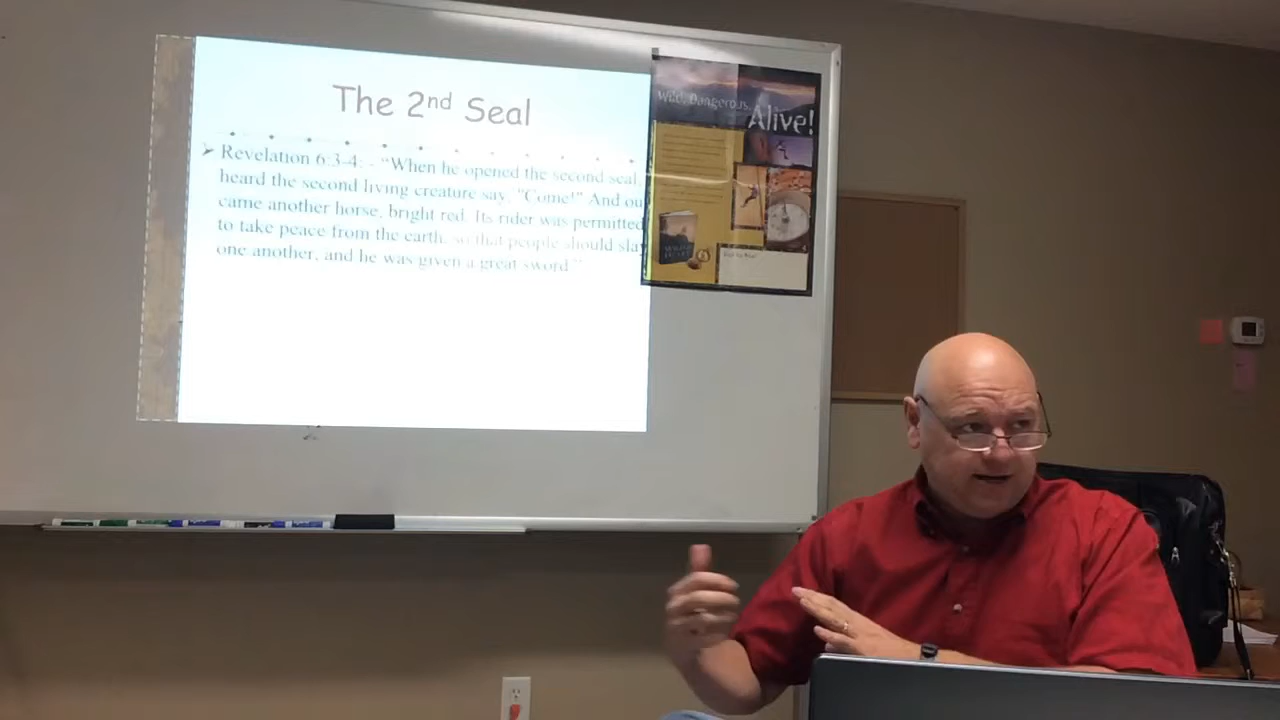 The 2nd Seal
Revelation 6:3-4: - “When he opened the second seal,
heard the second living creature say, "Come!" And ou
came another horse, bright red. Its rider was permitted
to take peace from the earth, so that people should slay
one another, and he was given a great sword.”
Wild, Dangerous,
Alive!